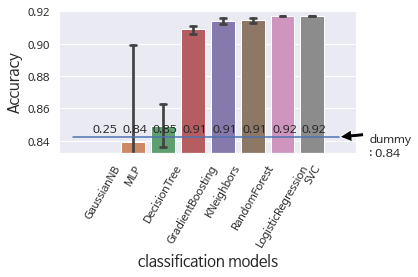 0.92
0.90
0.88
0.86
0.84
Accuracy
0.25 0.84 0.85 0.91 0.91 0.91 0.92 0.92
dummy
: 0.84
GaussianNB
MLP
DecisionTree
GradientBoosting
KNeighbors
RandomForest
LogisticRegression
SVC
classification models